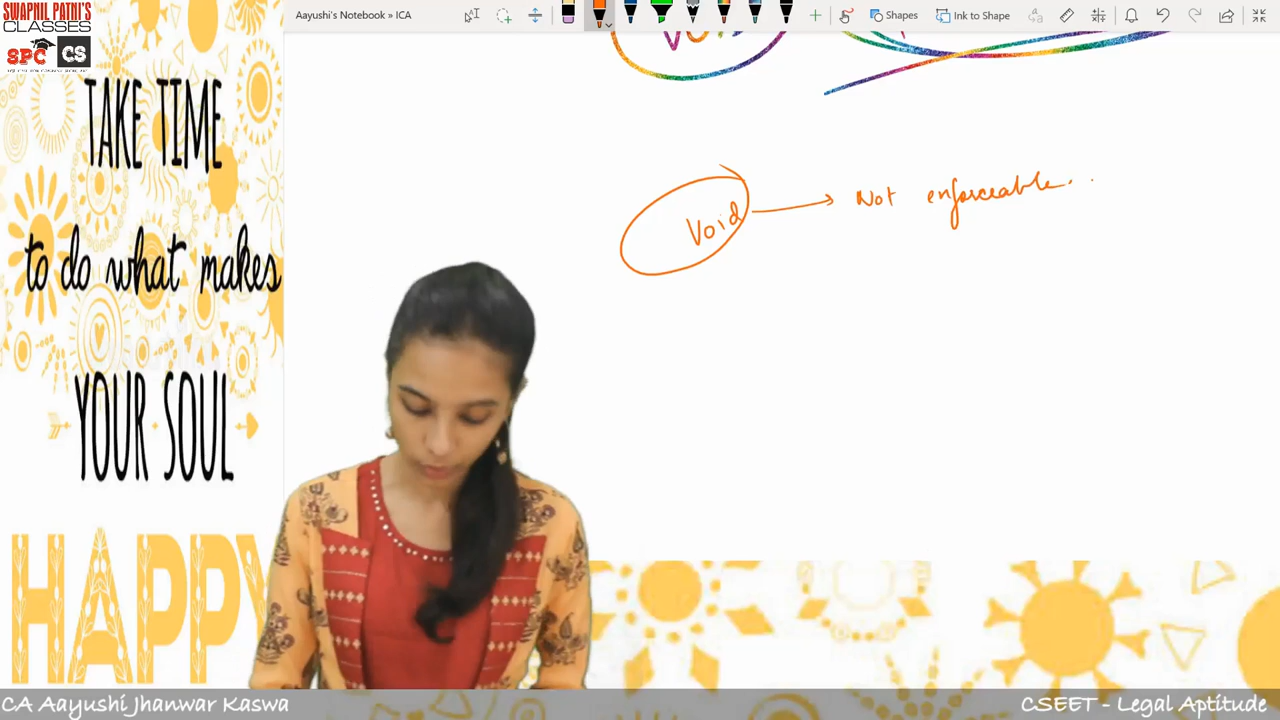 SWAPNIL PATNI'S
CLASSES
SPC CS
Aayushi's Notebook » ICA
Shapes
Ink to Shape
Void
TAKE TIME
to do what makes
YOUR SOUL
HAPPY
Void → Not enforceable..
CA Aayushi Jhanwar Kaswa
CSEET - Legal Aptitude